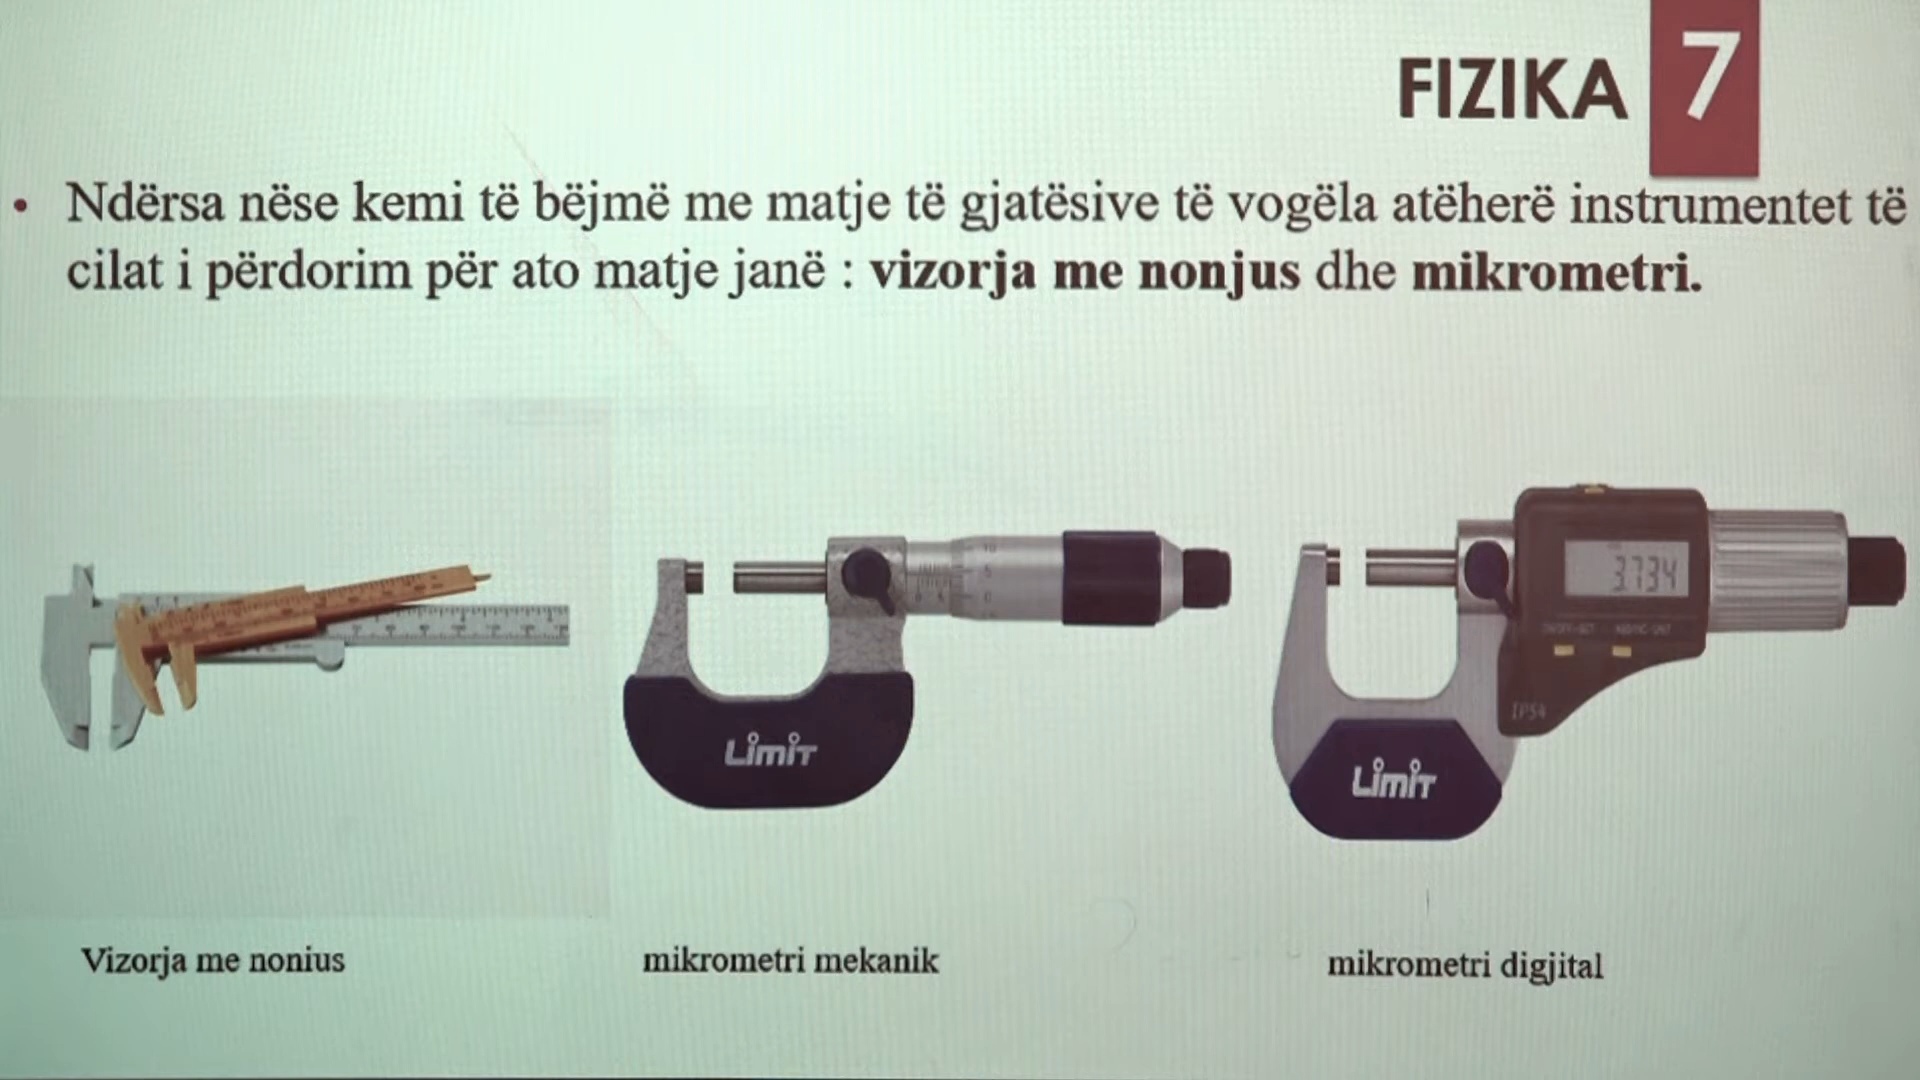 FIZIKA 7
• Ndërsa nëse kemi të bëjmë me matje të gjatësive të vogëla atëherë instrumentet të
cilat i përdorim për ato matje janë : vizorja me nonjus dhe mikrometri.
3.734
IP54
Limit
Limit
Vizorja me nonius
mikrometri mekanik
mikrometri digjital